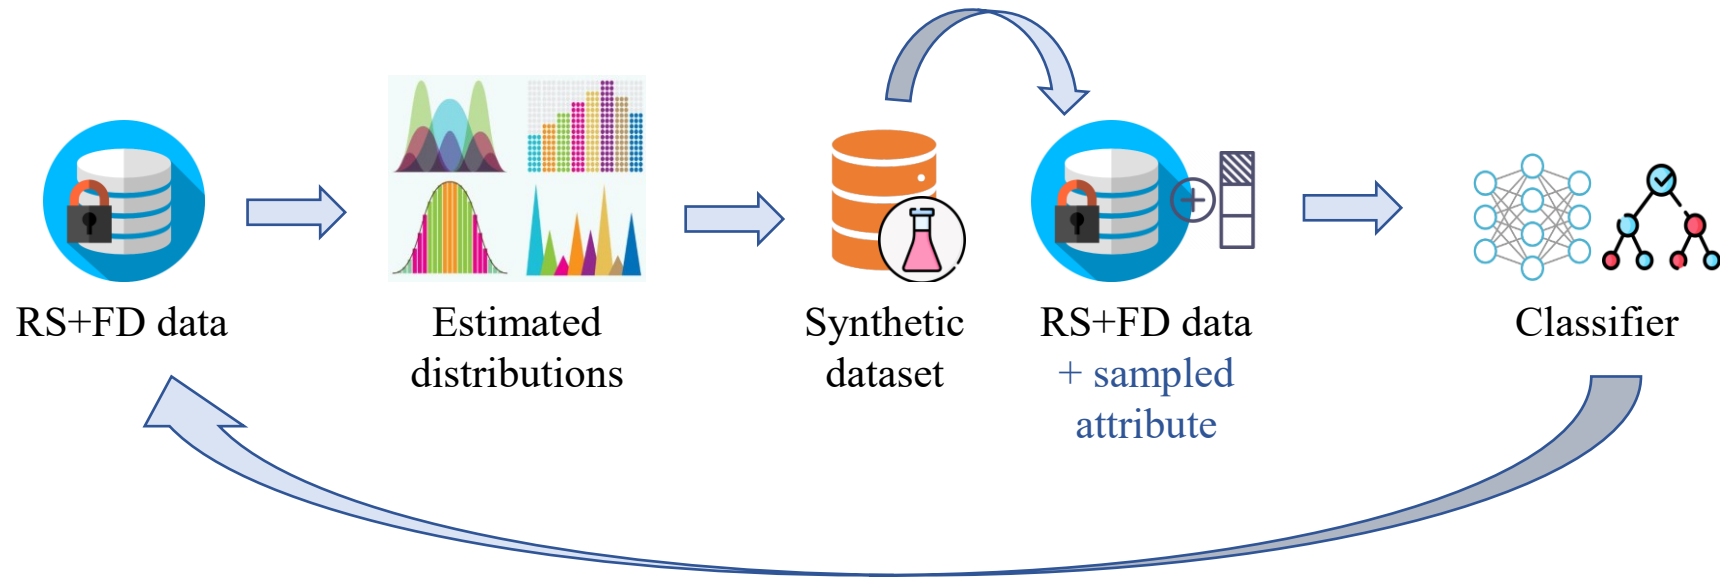 RS+FD data
Estimated
distributions
Synthetic
dataset
RS+FD data
+ sampled
attribute
Classifier